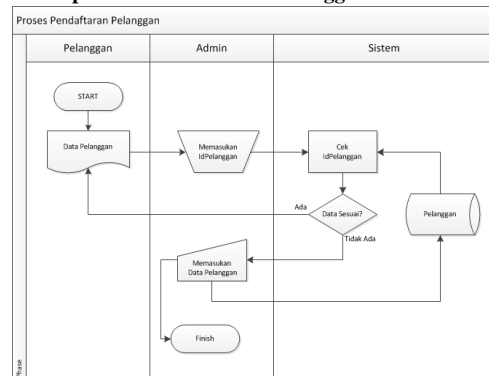 Proses Pendaftaran Pelanggan
Pelanggan
Admin
Sistem
START
Data Pelanggan
Memasukan
IdPelanggan
Cek
IdPelanggan
Ada
Data Sesuai?
Pelanggan
Tidak Ada
Memasukan
Data Pelanggan
Finish
Phase